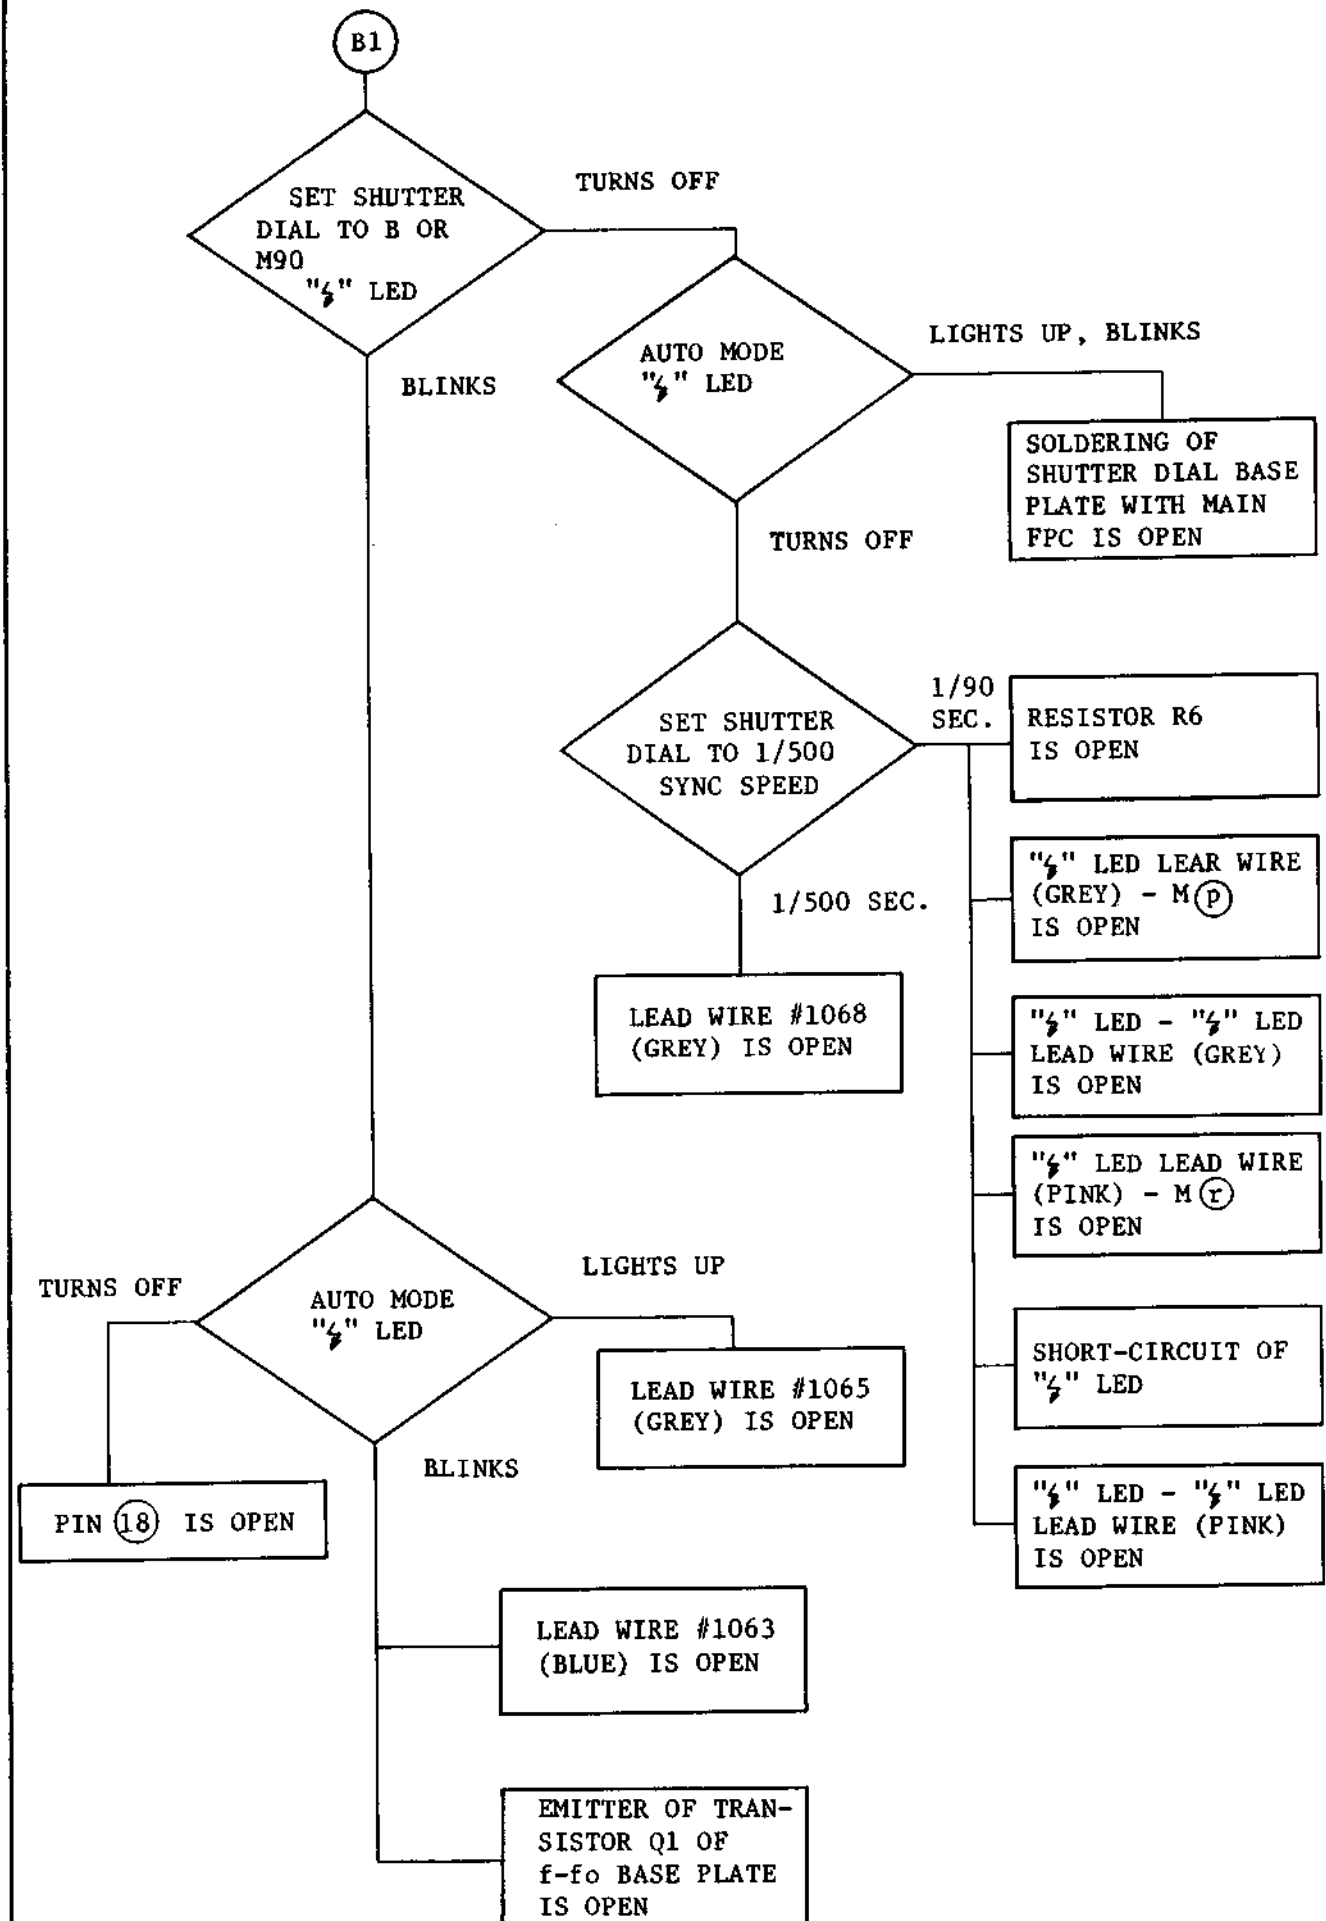 B1
SET SHUTTER
DIAL TO B OR
M90
"⚡" LED
TURNS OFF
BLINKS
AUTO MODE
"⚡" LED
LIGHTS UP, BLINKS
SOLDERING OF
SHUTTER DIAL BASE
PLATE WITH MAIN
FPC IS OPEN
TURNS OFF
SET SHUTTER
DIAL TO 1/500
SYNC SPEED
1/90
SEC.
RESISTOR R6
IS OPEN
"⚡" LED LEAR WIRE
(GREY) - M ⓟ
IS OPEN
1/500 SEC.
LEAD WIRE #1068
(GREY) IS OPEN
"⚡" LED - "⚡" LED
LEAD WIRE (GREY)
IS OPEN
"⚡" LED LEAD WIRE
(PINK) - M ⓡ
IS OPEN
SHORT-CIRCUIT OF
"⚡" LED
"⚡" LED - "⚡" LED
LEAD WIRE (PINK)
IS OPEN
AUTO MODE
"⚡" LED
TURNS OFF
LIGHTS UP
LEAD WIRE #1065
(GREY) IS OPEN
BLINKS
PIN ⑱ IS OPEN
LEAD WIRE #1063
(BLUE) IS OPEN
EMITTER OF TRAN-
SISTOR Q1 OF
f-fo BASE PLATE
IS OPEN